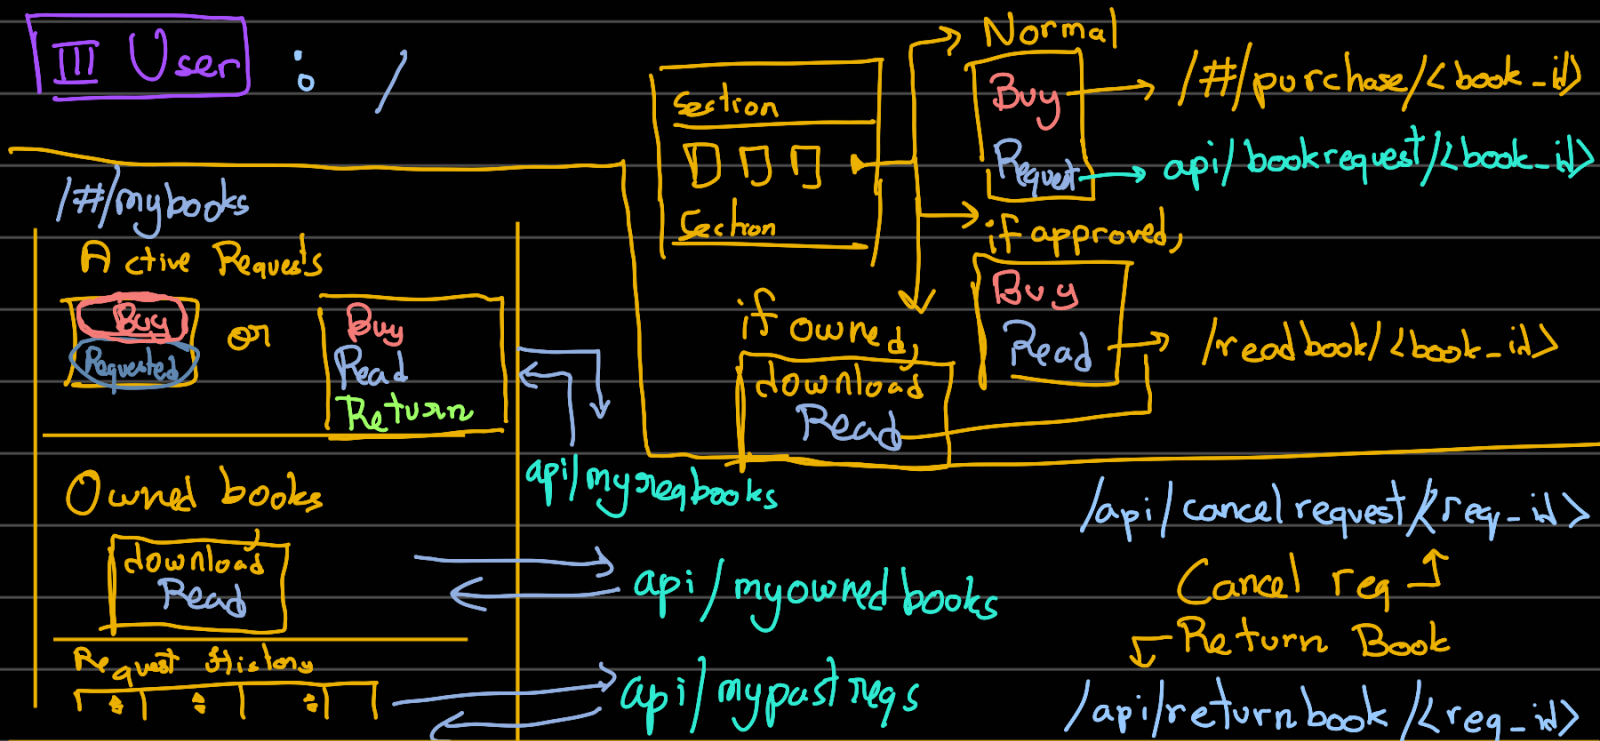 III User : /
Section
Section
Normal
Buy
Request
/#/purchase/<book_id>
api/bookrequest/<book_id>
if approved,
Buy
Read
/readbook/<book_id>
if owned,
download
Read
/#/mybooks
Active Requests
Buy
Requested
or
Buy
Read
Return
api/myreqbooks
Owned books
download
Read
api/myownedbooks
Request History
api/mypastreqs
/api/cancelrequest/<req_id>
Cancel req
Return Book
/api/returnbook/<req_id>